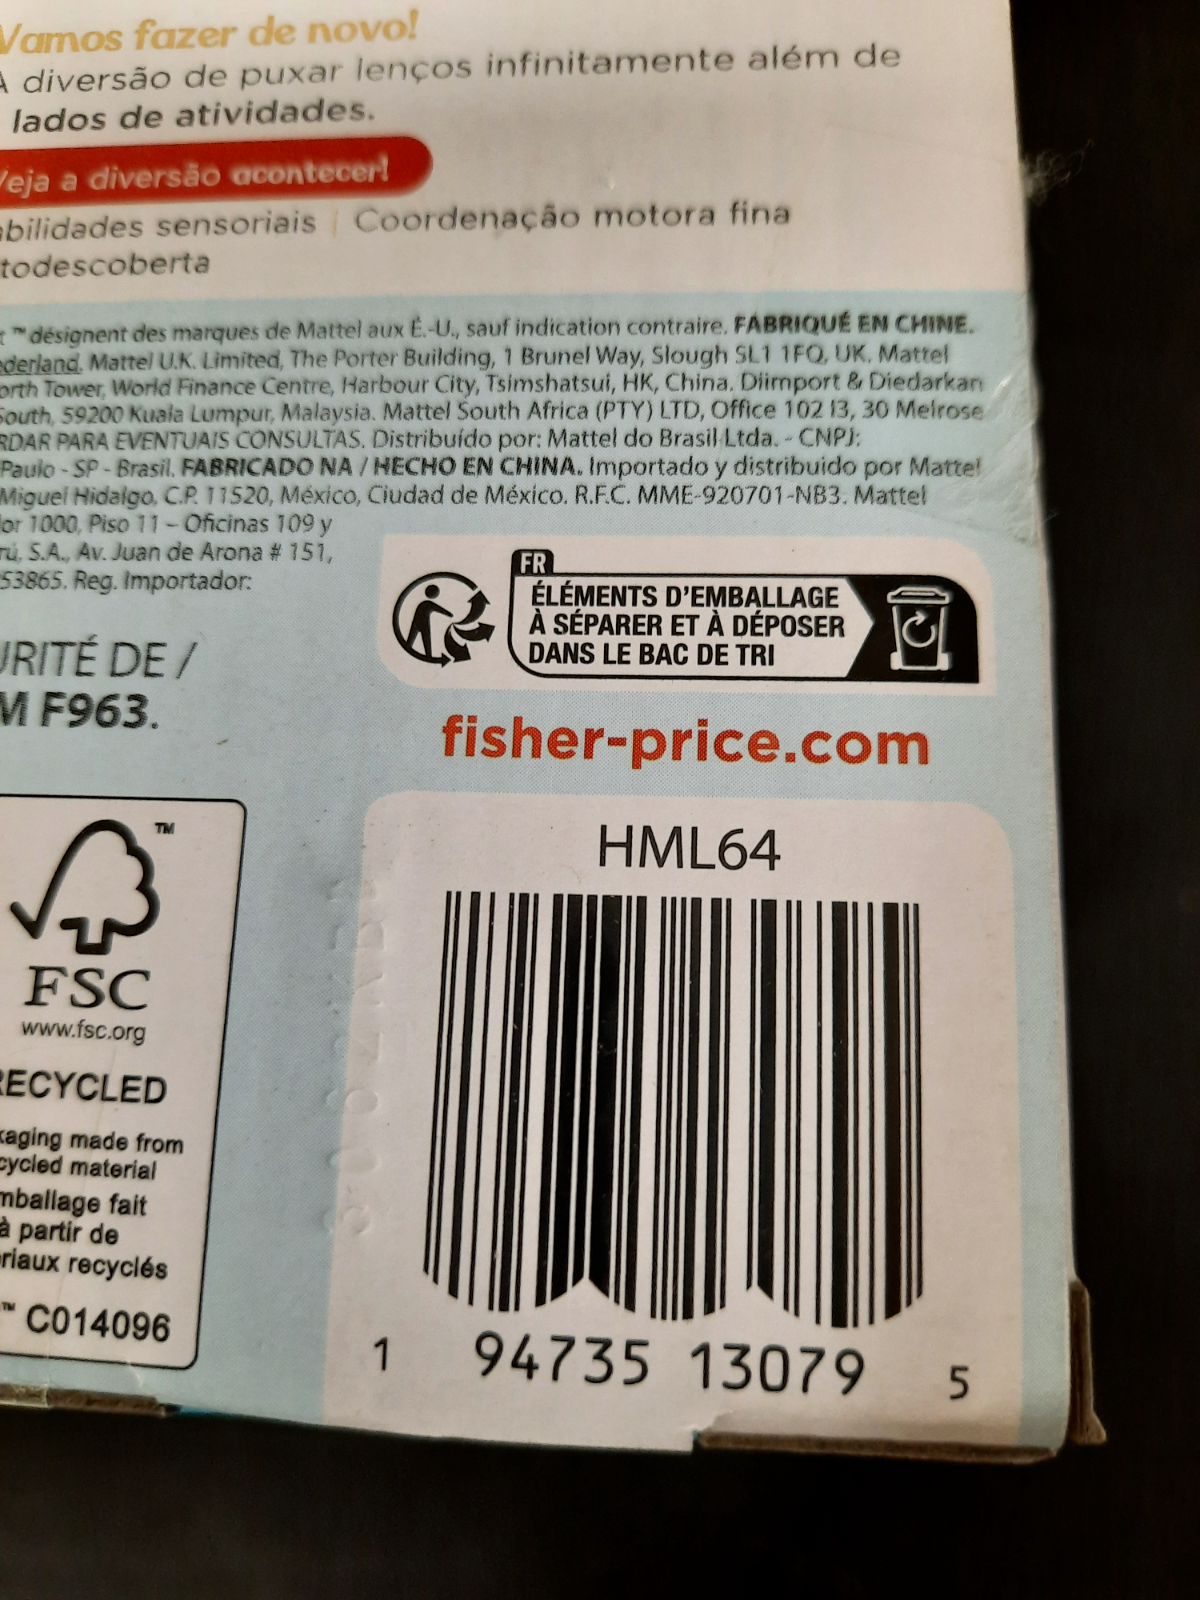 Vamos fazer de novo!
A diversão de puxar lenços infinitamente além de
lados de atividades.
Veja a diversão acontecer!
abilidades sensoriais | Coordenação motora fina
todescoberta
t ™ désignent des marques de Mattel aux É.-U., sauf indication contraire. FABRIQUÉ EN CHINE.
ederland. Mattel U.K. Limited, The Porter Building, 1 Brunel Way, Slough SL1 1FQ, UK. Mattel
orth Tower, World Finance Centre, Harbour City, Tsimshatsui, HK, China. Diimport & Diedarkan
South, 59200 Kuala Lumpur, Malaysia. Mattel South Africa (PTY) LTD, Office 102 I3, 30 Melrose
RDAR PARA EVENTUAIS CONSULTAS. Distribuído por: Mattel do Brasil Ltda. - CNPJ:
Paulo - SP - Brasil. FABRICADO NA / HECHO EN CHINA. Importado y distribuido por Mattel
Miguel Hidalgo, C.P. 11520, México, Ciudad de México. R.F.C. MME-920701-NB3. Mattel
lor 1000, Piso 11 – Oficinas 109 y
rú, S.A., Av. Juan de Arona # 151,
53865. Reg. Importador:
FR
ÉLÉMENTS D'EMBALLAGE
À SÉPARER ET À DÉPOSER
DANS LE BAC DE TRI
URITÉ DE /
M F963.
fisher-price.com
HML64
™
FSC
www.fsc.org
RECYCLED
kaging made from
cycled material
mballage fait
à partir de
riaux recyclés
™ C014096
1 94735 13079 5